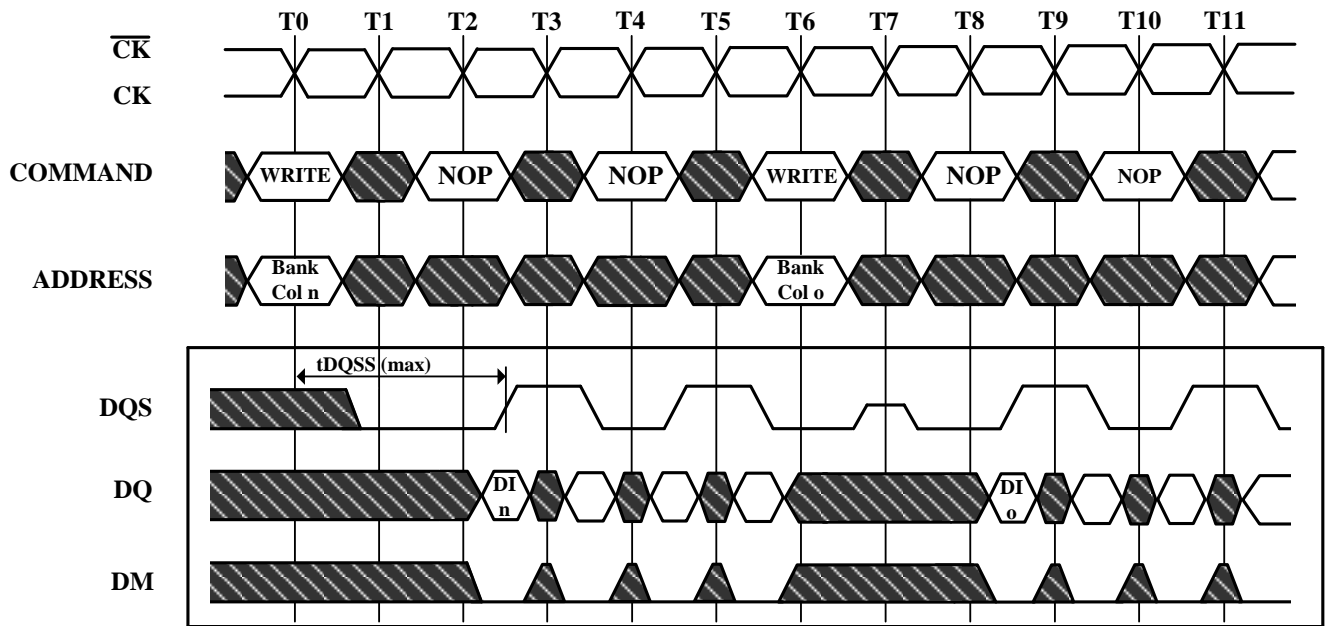 T0 T1 T2 T3 T4 T5 T6 T7 T8 T9 T10 T11
CK
CK
COMMAND WRITE NOP NOP WRITE NOP NOP
ADDRESS Bank Bank
Col n Col o
tDQSS (max)
DQS
DQ DI DI
n o
DM